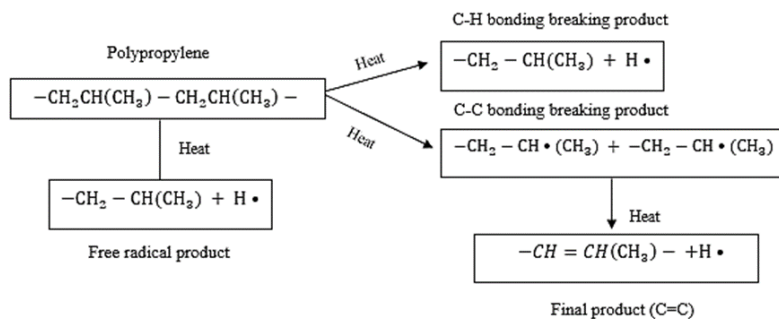 C-H bonding breaking product
Polypropylene
Heat
−CH₂ − CH(CH₃) + H •
−CH₂CH(CH₃) − CH₂CH(CH₃) −
C-C bonding breaking product
Heat
Heat
−CH₂ − CH • (CH₃) + −CH₂ − CH • (CH₃)
−CH₂ − CH(CH₃) + H •
Heat
Free radical product
−CH = CH(CH₃) − +H •
Final product (C=C)